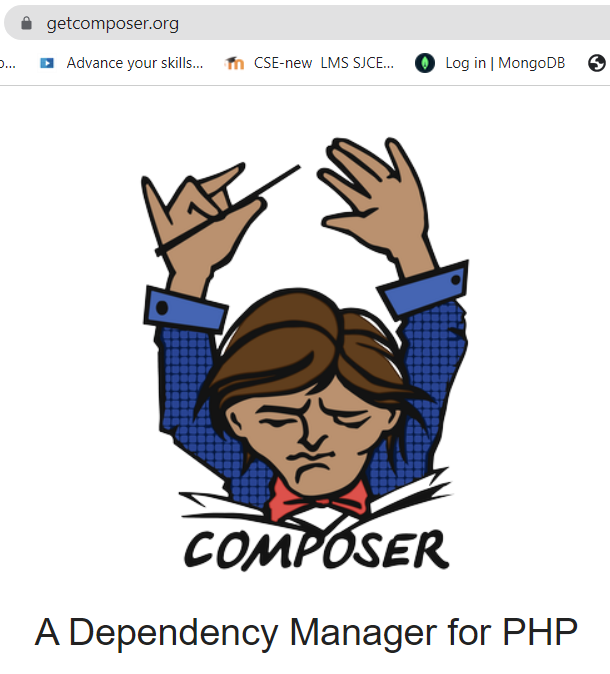 getcomposer.org
o... Advance your skills... CSE-new LMS SJCE... Log in | MongoDB
COMPOSER
A Dependency Manager for PHP